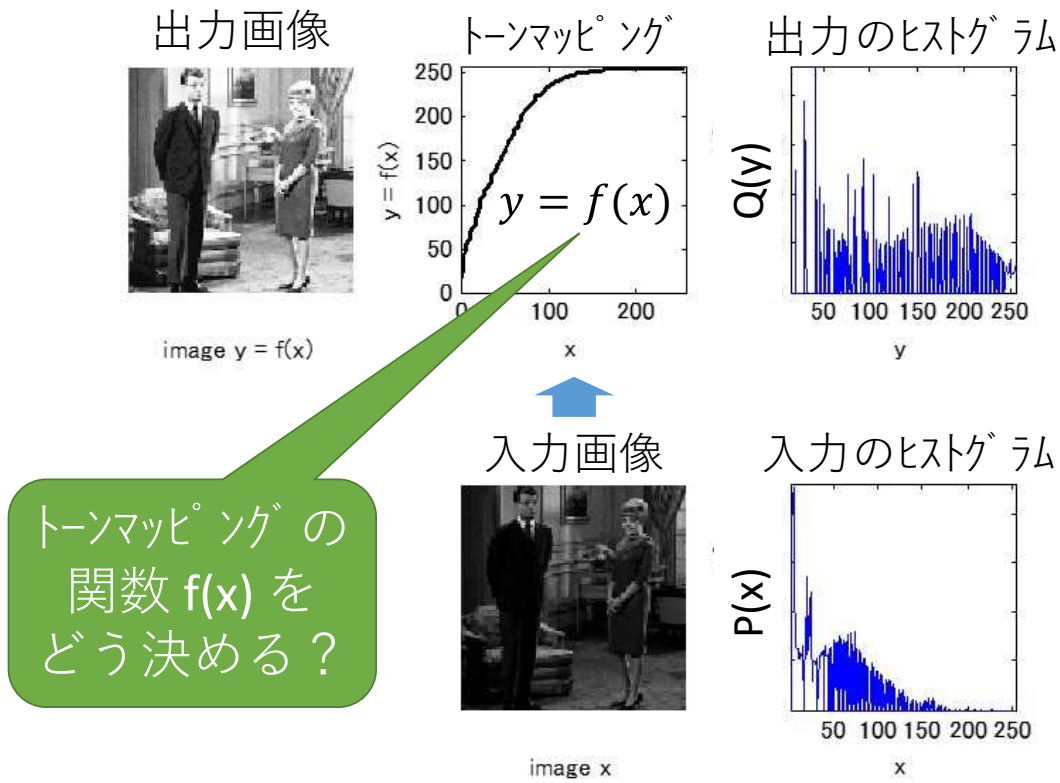 出力画像
トーンマッピング
出力のヒストグラム
250
200
150
100
50
0
y = f(x)
y = f(x)
0
100
200
x
image y = f(x)
Q(y)
50 100 150 200 250
y
入力画像
入力のヒストグラム
トーンマッピングの
関数 f(x) を
どう決める？
image x
P(x)
50 100 150 200 250
x